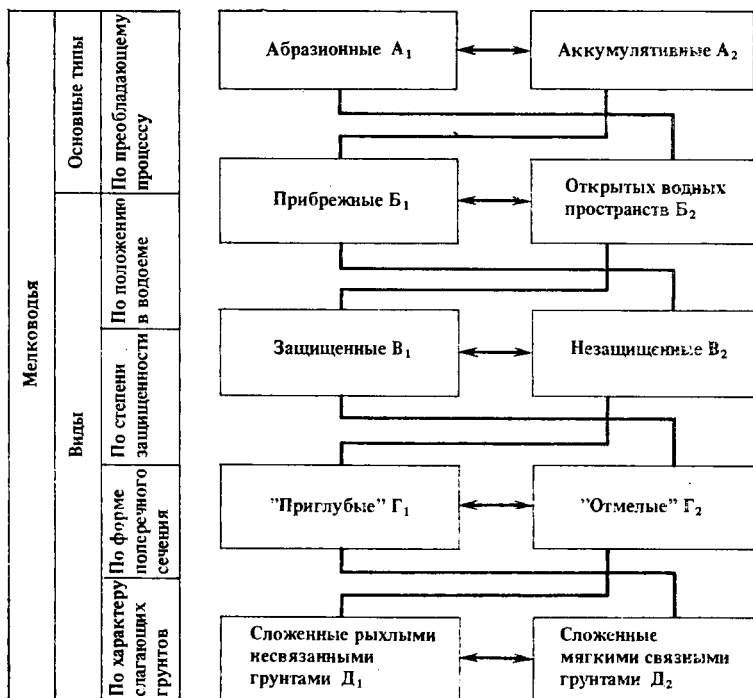 Мелководья
Основные типы
Виды
По преобладающему
процессу
По положению
в водоеме
По степени
защищенности
По форме
поперечного
сечения
По характеру
слагающих
грунтов
Абразионные А₁
Аккумулятивные А₂
Прибрежные Б₁
Открытых водных
пространств Б₂
Защищенные В₁
Незащищенные В₂
"Приглубые" Г₁
"Отмелые" Г₂
Сложенные рыхлыми
несвязанными
грунтами Д₁
Сложенные
мягкими связными
грунтами Д₂